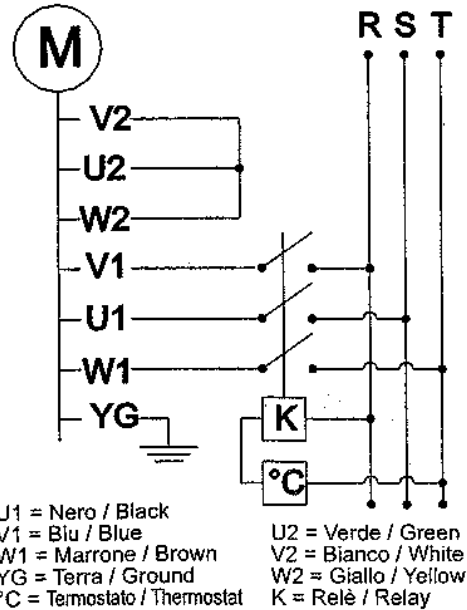 M
R S T
V2
U2
W2
V1
U1
W1
YG
K
°C
U1 = Nero / Black
V1 = Blu / Blue
W1 = Marrone / Brown
YG = Terra / Ground
°C = Termostato / Thermostat
U2 = Verde / Green
V2 = Bianco / White
W2 = Giallo / Yellow
K = Relè / Relay